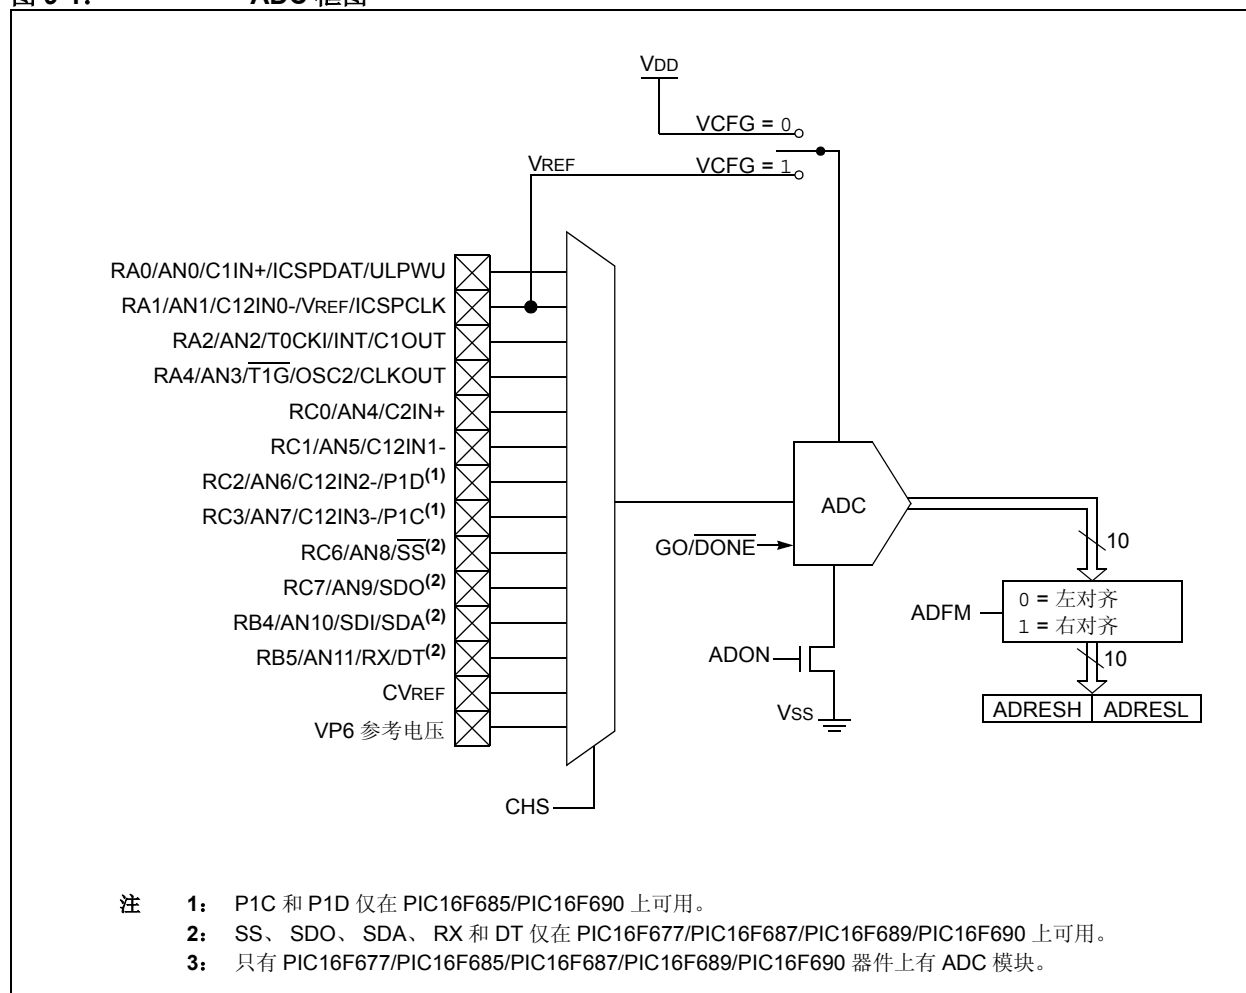 VDD
VCFG = 0
VREF
VCFG = 1
RA0/AN0/C1IN+/ICSPDAT/ULPWU
RA1/AN1/C12IN0-/VREF/ICSPCLK
RA2/AN2/T0CKI/INT/C1OUT
RA4/AN3/T1G/OSC2/CLKOUT
RC0/AN4/C2IN+
RC1/AN5/C12IN1-
RC2/AN6/C12IN2-/P1D(1)
RC3/AN7/C12IN3-/P1C(1)
RC6/AN8/SS(2)
RC7/AN9/SDO(2)
RB4/AN10/SDI/SDA(2)
RB5/AN11/RX/DT(2)
CVREF
VP6 参考电压
CHS
ADC
GO/DONE
10
ADFM
0 = 左对齐
1 = 右对齐
10
ADON
VSS
ADRESH ADRESL
注 1: P1C 和 P1D 仅在 PIC16F685/PIC16F690 上可用。
2: SS、 SDO、 SDA、 RX 和 DT 仅在 PIC16F677/PIC16F687/PIC16F689/PIC16F690 上可用。
3: 只有 PIC16F677/PIC16F685/PIC16F687/PIC16F689/PIC16F690 器件上有 ADC 模块。